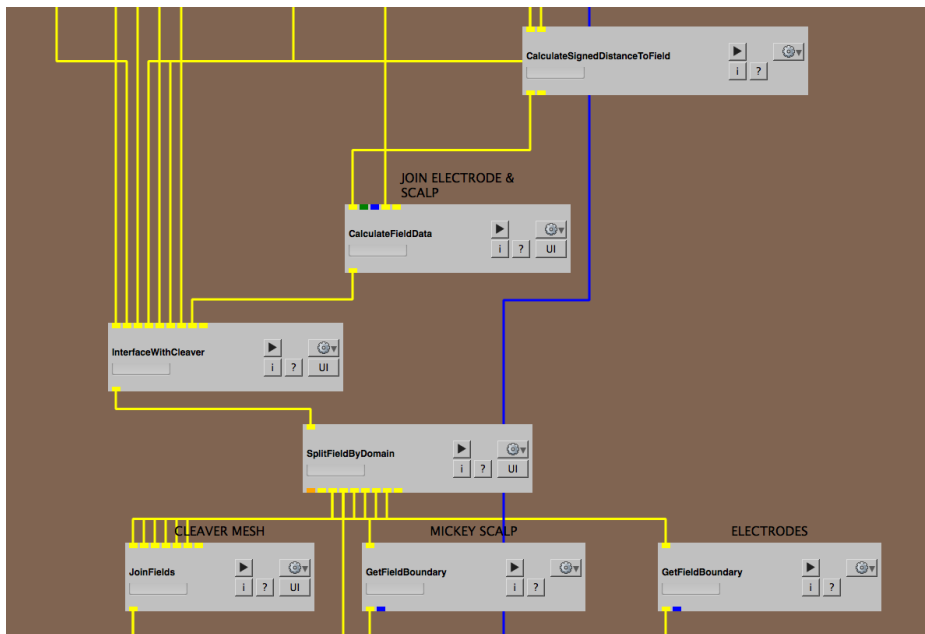 CalculateSignedDistanceToField
i ?
JOIN ELECTRODE &
SCALP
CalculateFieldData
i ? UI
InterfaceWithCleaver
i ? UI
SplitFieldByDomain
i ? UI
CLEAVER MESH
MICKEY SCALP
ELECTRODES
JoinFields
i ? UI
GetFieldBoundary
i ?
GetFieldBoundary
i ?